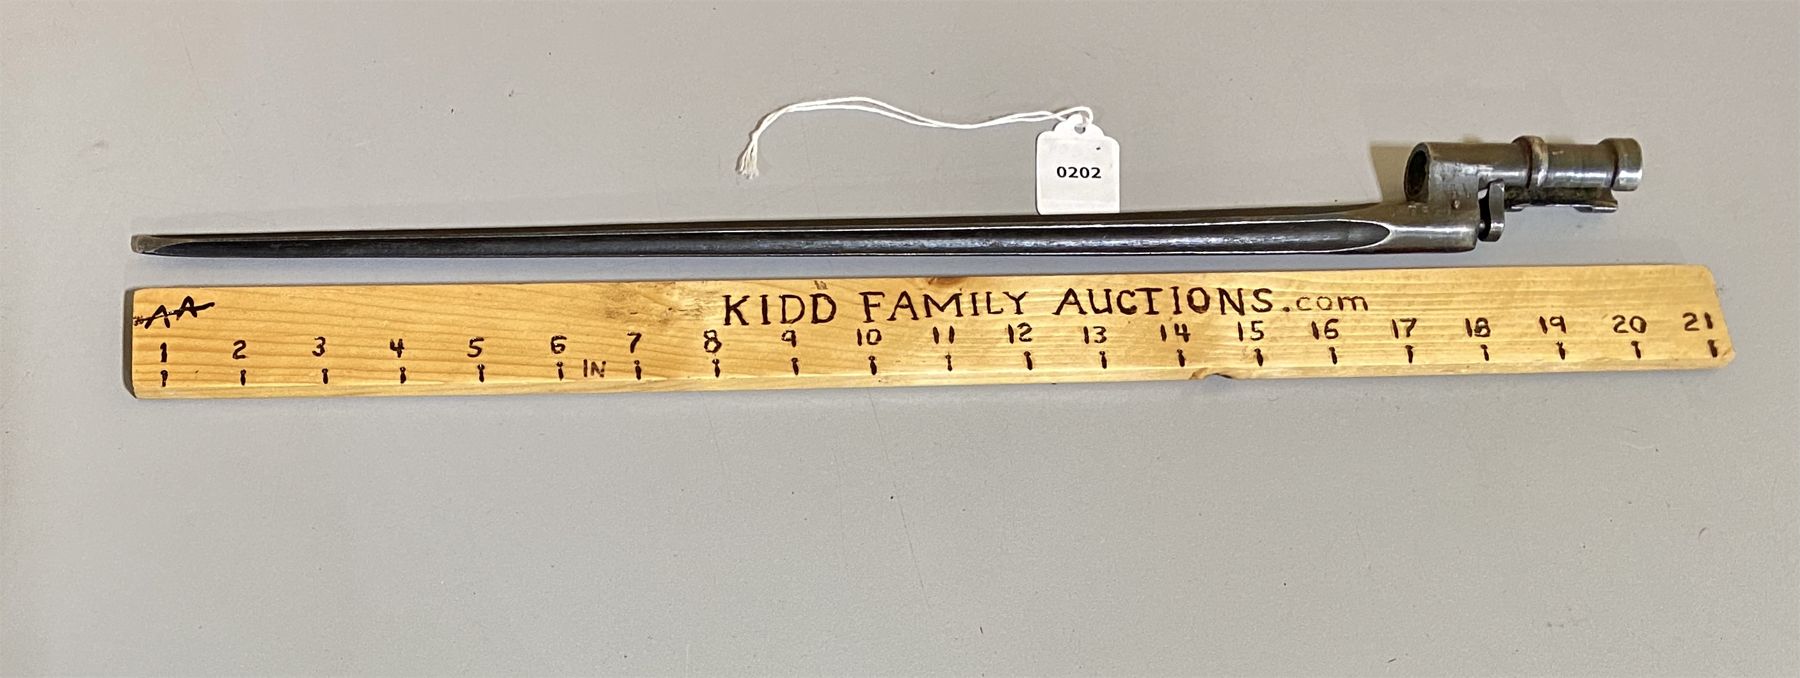 0202
KIDD FAMILY AUCTIONS.com
AA
1 2 3 4 5 6 7 8 9 10 11 12 13 14 15 16 17 18 19 20 21
IN